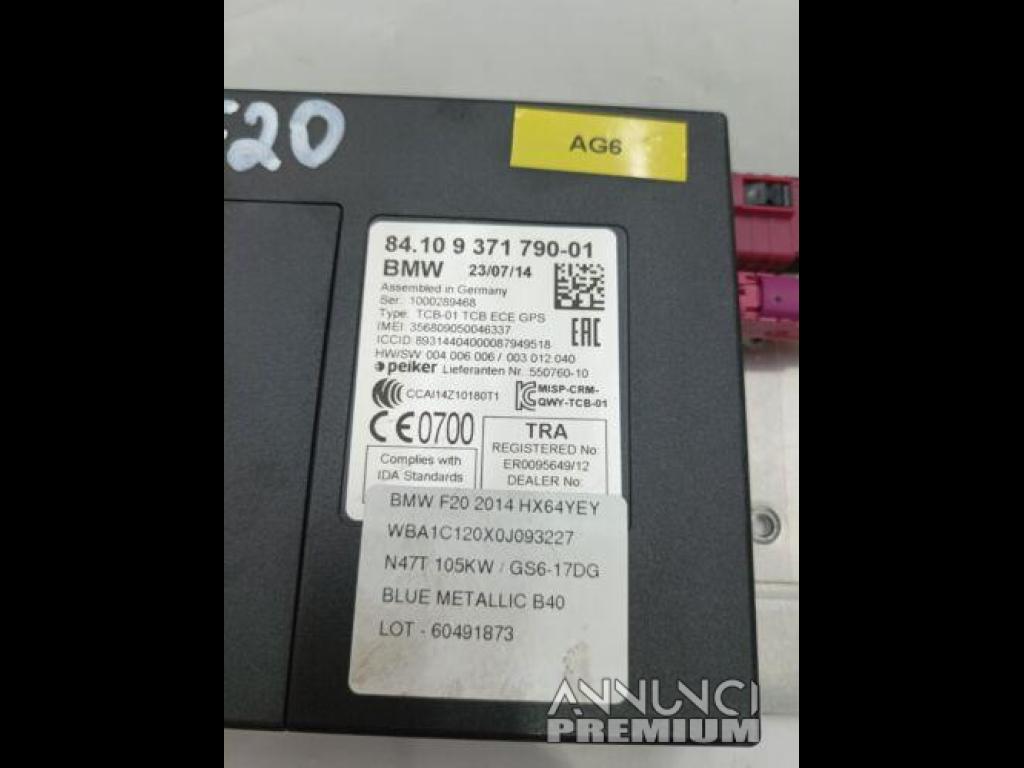 F20
AG6
84.10 9 371 790-01
BMW 23/07/14
Assembled in Germany
Ser. 1000289468
Type: TCB-01 TCB ECE GPS
IMEI: 356809050046337
ICCID: 89314404000087949518
HW/SW 004 006 006 / 003 012 040
peiker Lieferanten Nr. 550760-10
EAC
CCAI14Z10180T1
MISP-CRM-
QWY-TCB-01
CE0700
Complies with
IDA Standards
TRA
REGISTERED No:
ER0095649/12
DEALER No:
BMW F20 2014 HX64YEY
WBA1C120X0J093227
N47T 105KW / GS6-17DG
BLUE METALLIC B40
LOT - 60491873
ANNUNCI
PREMIUM